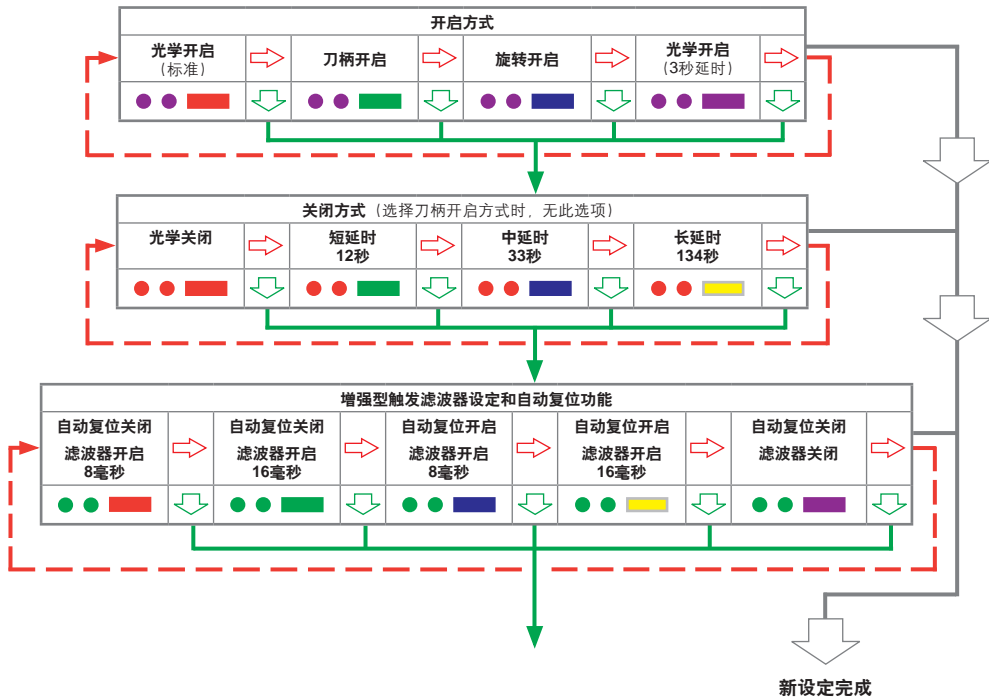 开启方式
光学开启
(标准)
刀柄开启
旋转开启
光学开启
(3秒延时)
关闭方式 (选择刀柄开启方式时，无此选项)
光学关闭
短延时
12秒
中延时
33秒
长延时
134秒
增强型触发滤波器设定和自动复位功能
自动复位关闭
滤波器开启
8毫秒
自动复位关闭
滤波器开启
16毫秒
自动复位开启
滤波器开启
8毫秒
自动复位开启
滤波器开启
16毫秒
自动复位关闭
滤波器关闭
新设定完成